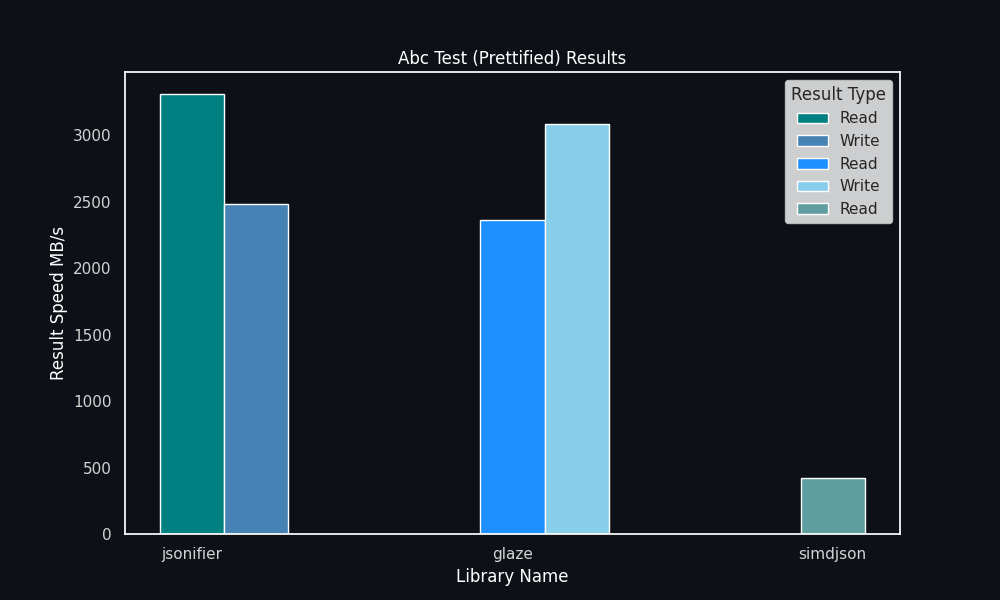 Abc Test (Prettified) Results
Result Type
Read
Write
Read
Write
Read
3000
2500
2000
1500
1000
500
0
Result Speed MB/s
jsonifier
glaze
simdjson
Library Name